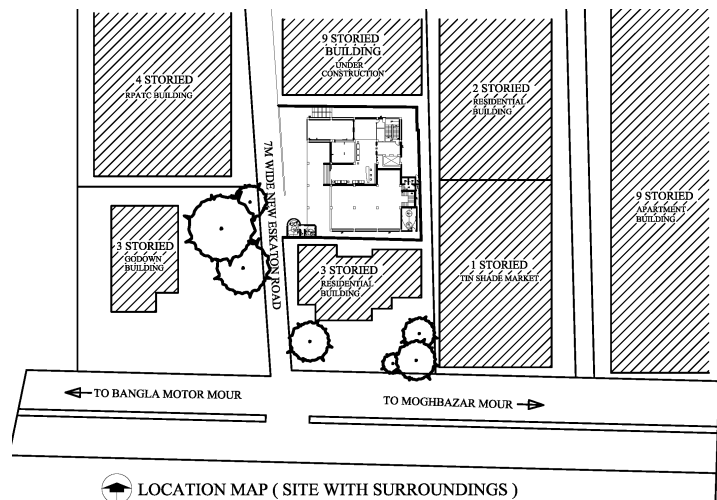 9 STORIED
BUILDING
UNDER
CONSTRUCTION
4 STORIED
RPATC BUILDING
2 STORIED
RESIDENTIAL
BUILDING
7M WIDE NEW ESKATON ROAD
9 STORIED
APARTMENT
BUILDING
3 STORIED
GODOWN
BUILDING
3 STORIED
RESIDENTIAL
BUILDING
1 STORIED
TIN SHADE MARKET
TO BANGLA MOTOR MOUR
TO MOGHBAZAR MOUR
LOCATION MAP ( SITE WITH SURROUNDINGS )